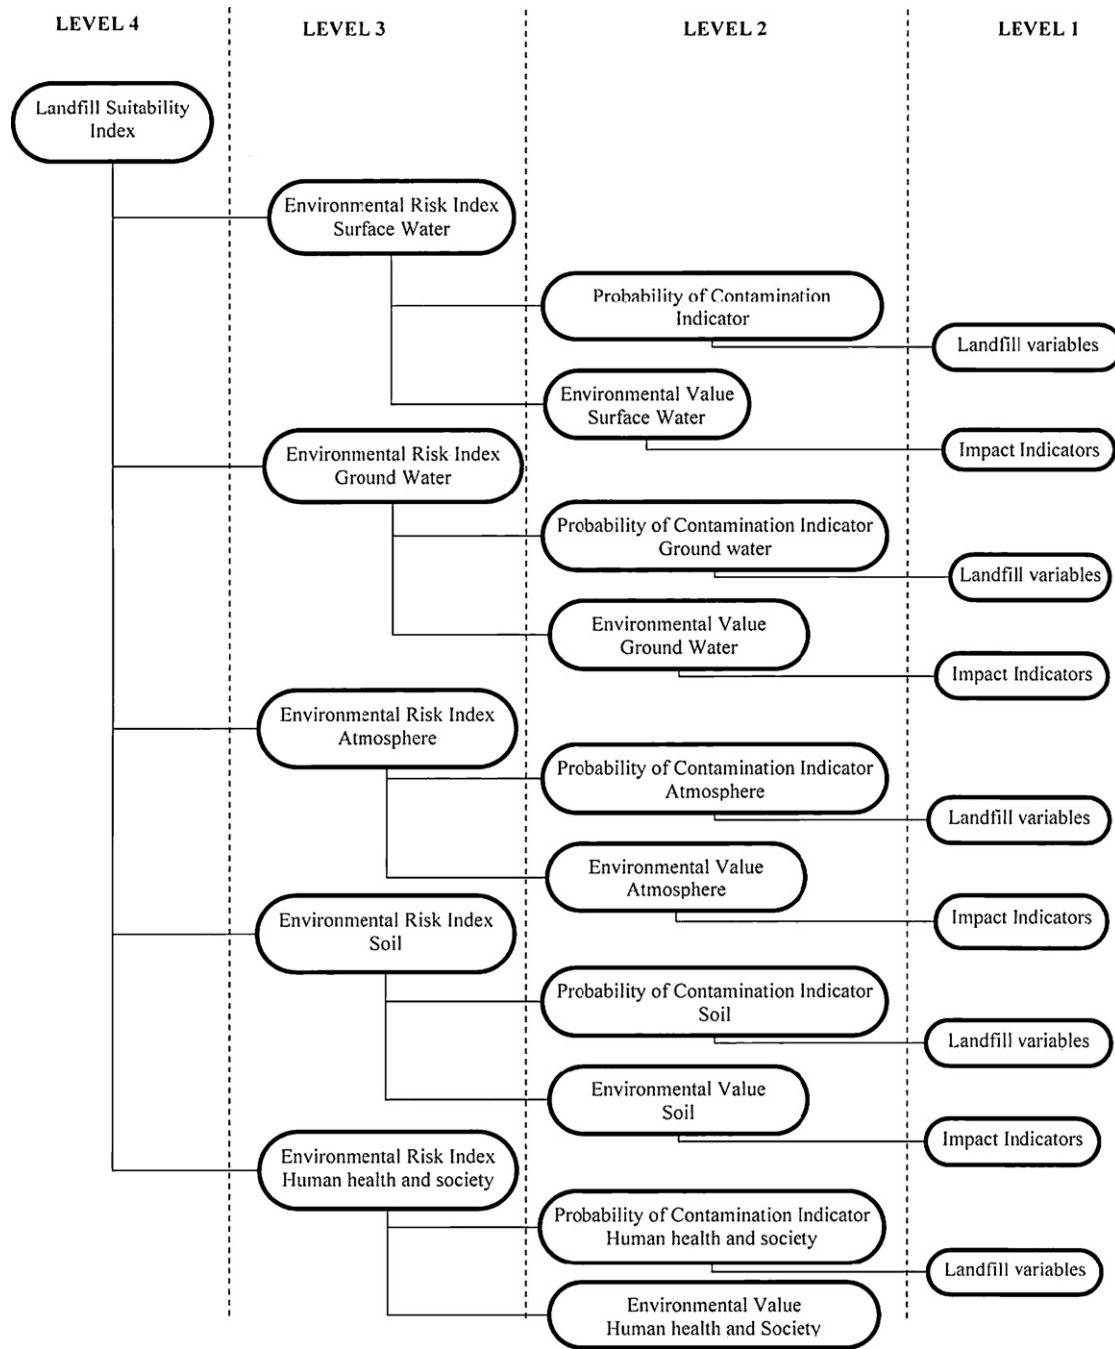 LEVEL 4
LEVEL 3
LEVEL 2
LEVEL 1
Landfill Suitability
Index
Environmental Risk Index
Surface Water
Probability of Contamination
Indicator
Landfill variables
Environmental Value
Surface Water
Impact Indicators
Environmental Risk Index
Ground Water
Probability of Contamination Indicator
Ground water
Landfill variables
Environmental Value
Ground Water
Impact Indicators
Environmental Risk Index
Atmosphere
Probability of Contamination Indicator
Atmosphere
Landfill variables
Environmental Value
Atmosphere
Impact Indicators
Environmental Risk Index
Soil
Probability of Contamination Indicator
Soil
Landfill variables
Environmental Value
Soil
Impact Indicators
Environmental Risk Index
Human health and society
Probability of Contamination Indicator
Human health and society
Landfill variables
Environmental Value
Human health and Society